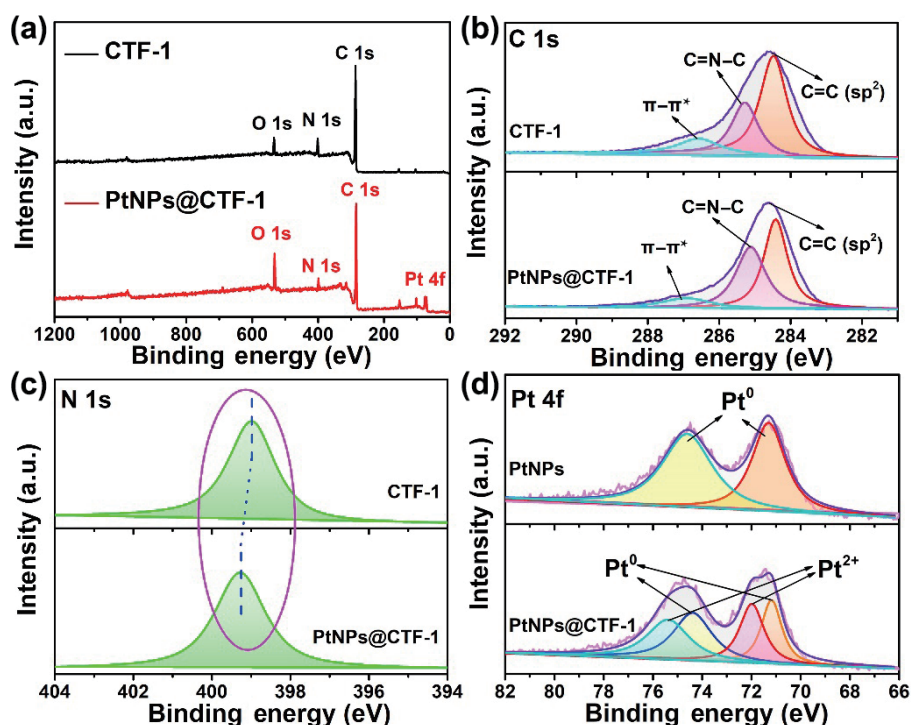 (a)
CTF-1
C 1s
O 1s
N 1s
PtNPs@CTF-1
C 1s
O 1s
N 1s
Pt 4f
Intensity (a.u.)
1200 1000 800 600 400 200 0
Binding energy (eV)
(b)
C 1s
C=N–C
π–π*
C=C (sp²)
CTF-1
C=N–C
π–π*
C=C (sp²)
PtNPs@CTF-1
Intensity (a.u.)
292 290 288 286 284 282
Binding energy (eV)
(c)
N 1s
CTF-1
PtNPs@CTF-1
Intensity (a.u.)
404 402 400 398 396 394
Binding energy (eV)
(d)
Pt 4f
Pt⁰
PtNPs
Pt⁰
Pt²⁺
PtNPs@CTF-1
Intensity (a.u.)
82 80 78 76 74 72 70 68 66
Binding energy (eV)